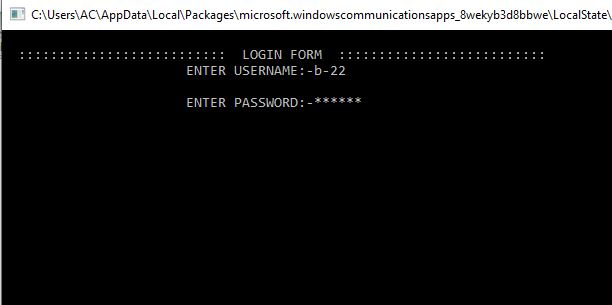 C:\Users\AC\AppData\Local\Packages\microsoft.windowscommunicationsapps_8wekyb3d8bbwe\LocalState\
:::::::::::::::::::::::::: LOGIN FORM ::::::::::::::::::::::::::
ENTER USERNAME:-b-22
ENTER PASSWORD:-******